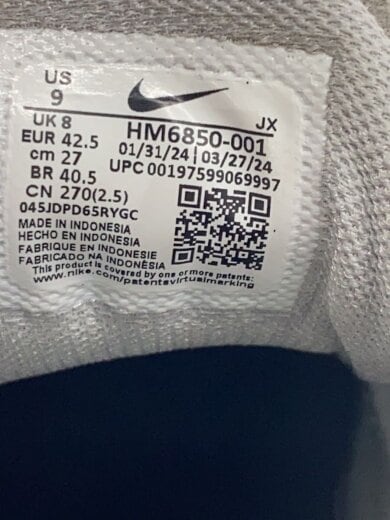 US
9
UK 8
EUR 42.5
cm 27
BR 40.5
CN 270(2.5)
045JDPD65RYGC
JX
HM6850-001
01/31/24 | 03/27/24
UPC 00197599069997
MADE IN INDONESIA
HECHO EN INDONESIA
FABRIQUE EN INDONESIE
FABRICADO NA INDONÉSIA
This product is covered by one or more patents:
www.nike.com/patentsvirtualmarking